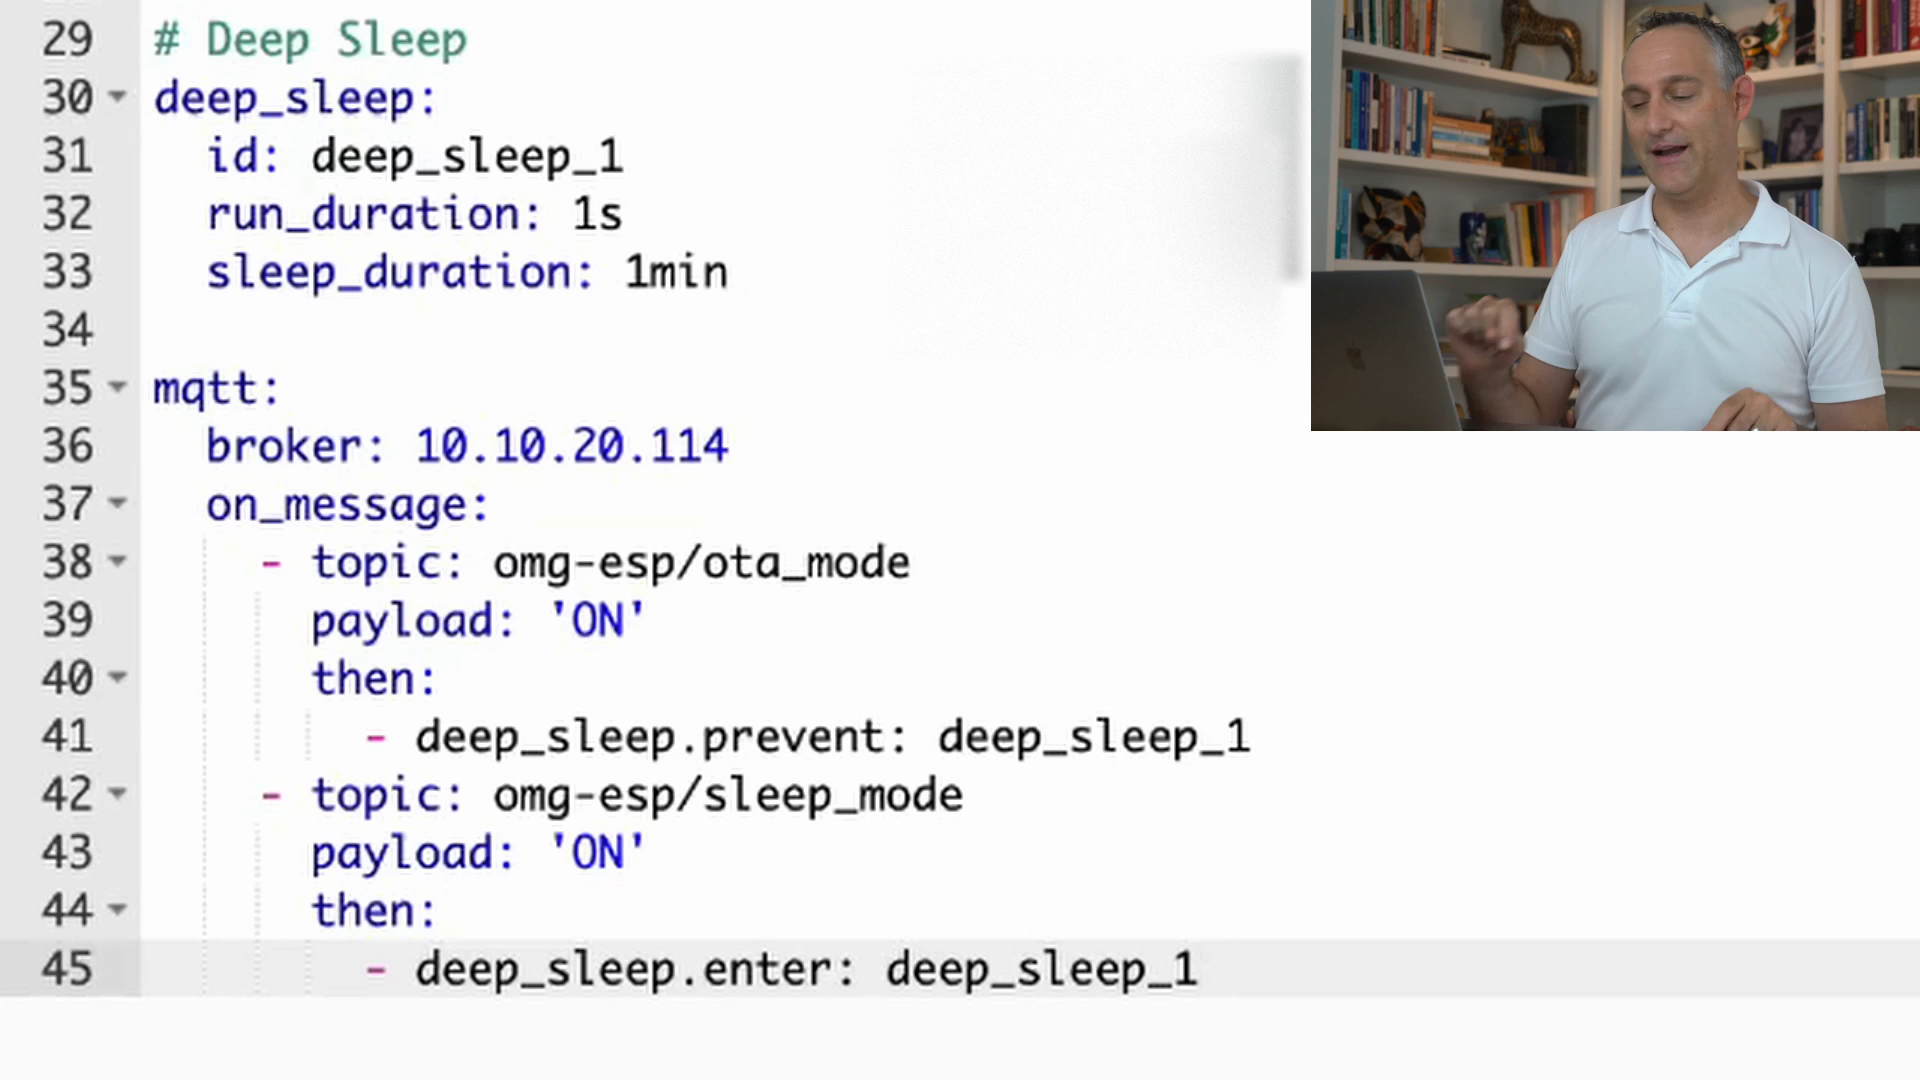 29 # Deep Sleep
30 deep_sleep:
31 id: deep_sleep_1
32 run_duration: 1s
33 sleep_duration: 1min
34
35 mqtt:
36 broker: 10.10.20.114
37 on_message:
38 - topic: omg-esp/ota_mode
39 payload: 'ON'
40 then:
41 - deep_sleep.prevent: deep_sleep_1
42 - topic: omg-esp/sleep_mode
43 payload: 'ON'
44 then:
45 - deep_sleep.enter: deep_sleep_1